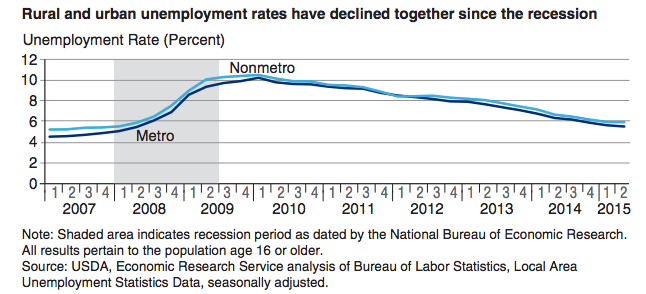 Rural and urban unemployment rates have declined together since the recession
Unemployment Rate (Percent)
12
10
8
6
4
2
0
Nonmetro
Metro
1 2 3 4 1 2 3 4 1 2 3 4 1 2 3 4 1 2 3 4 1 2 3 4 1 2 3 4 1 2 3 4 1 2
2007 2008 2009 2010 2011 2012 2013 2014 2015
Note: Shaded area indicates recession period as dated by the National Bureau of Economic Research.
All results pertain to the population age 16 or older.
Source: USDA, Economic Research Service analysis of Bureau of Labor Statistics, Local Area
Unemployment Statistics Data, seasonally adjusted.